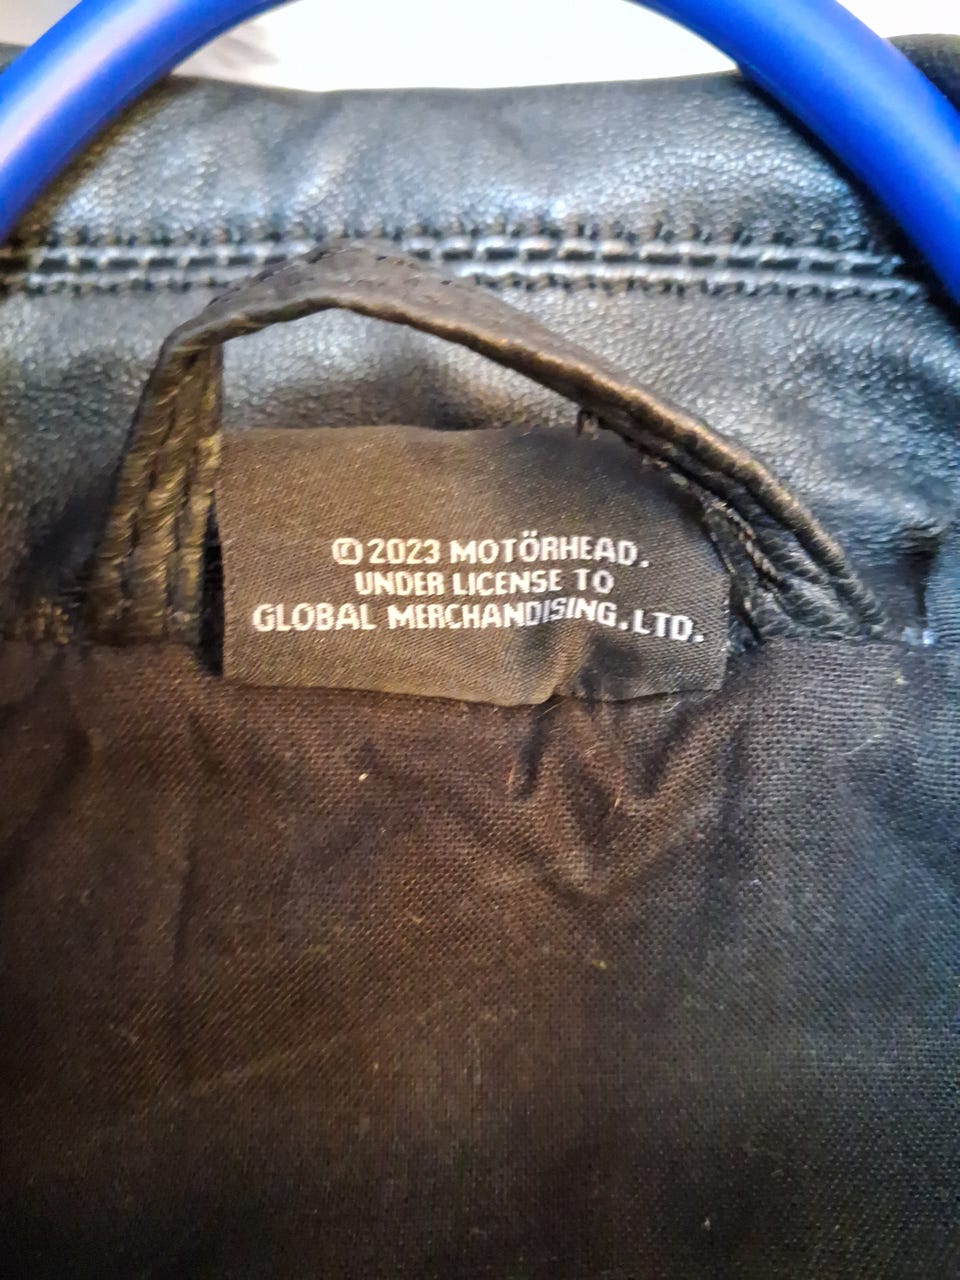 © 2023 MOTÖRHEAD.
UNDER LICENSE TO
GLOBAL MERCHANDISING.LTD.